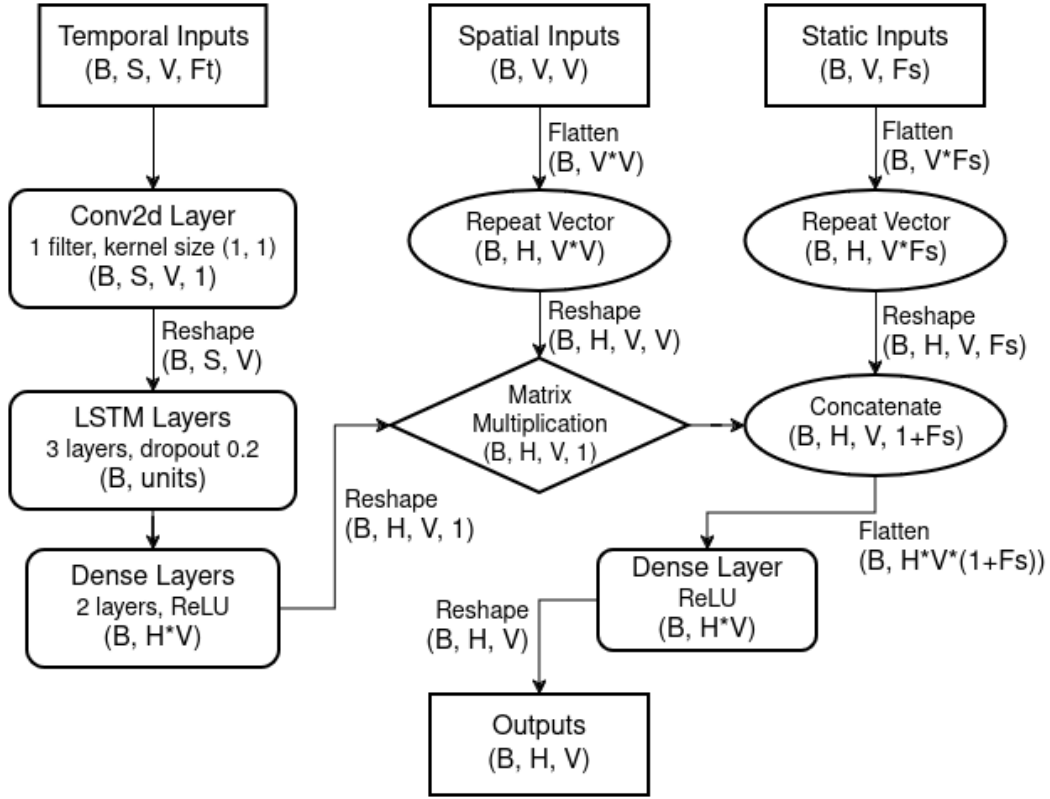 Temporal Inputs
(B, S, V, Ft)
Spatial Inputs
(B, V, V)
Static Inputs
(B, V, Fs)
Flatten
(B, V*V)
Flatten
(B, V*Fs)
Conv2d Layer
1 filter, kernel size (1, 1)
(B, S, V, 1)
Repeat Vector
(B, H, V*V)
Repeat Vector
(B, H, V*Fs)
Reshape
(B, S, V)
Reshape
(B, H, V, V)
Reshape
(B, H, V, Fs)
LSTM Layers
3 layers, dropout 0.2
(B, units)
Matrix
Multiplication
(B, H, V, 1)
Concatenate
(B, H, V, 1+Fs)
Reshape
(B, H, V, 1)
Flatten
(B, H*V*(1+Fs))
Dense Layers
2 layers, ReLU
(B, H*V)
Dense Layer
ReLU
(B, H*V)
Reshape
(B, H, V)
Outputs
(B, H, V)